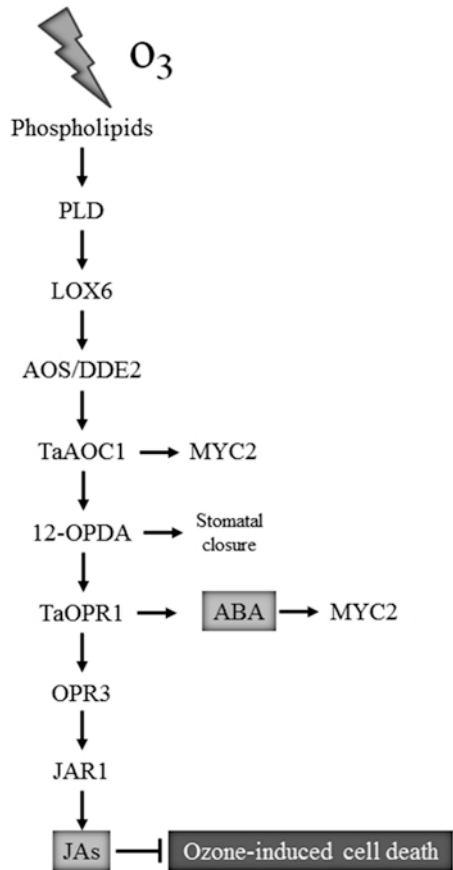 O3
Phospholipids
PLD
LOX6
AOS/DDE2
TaAOC1 MYC2
12-OPDA Stomatal
closure
TaOPR1 ABA MYC2
OPR3
JAR1
JAs Ozone-induced cell death